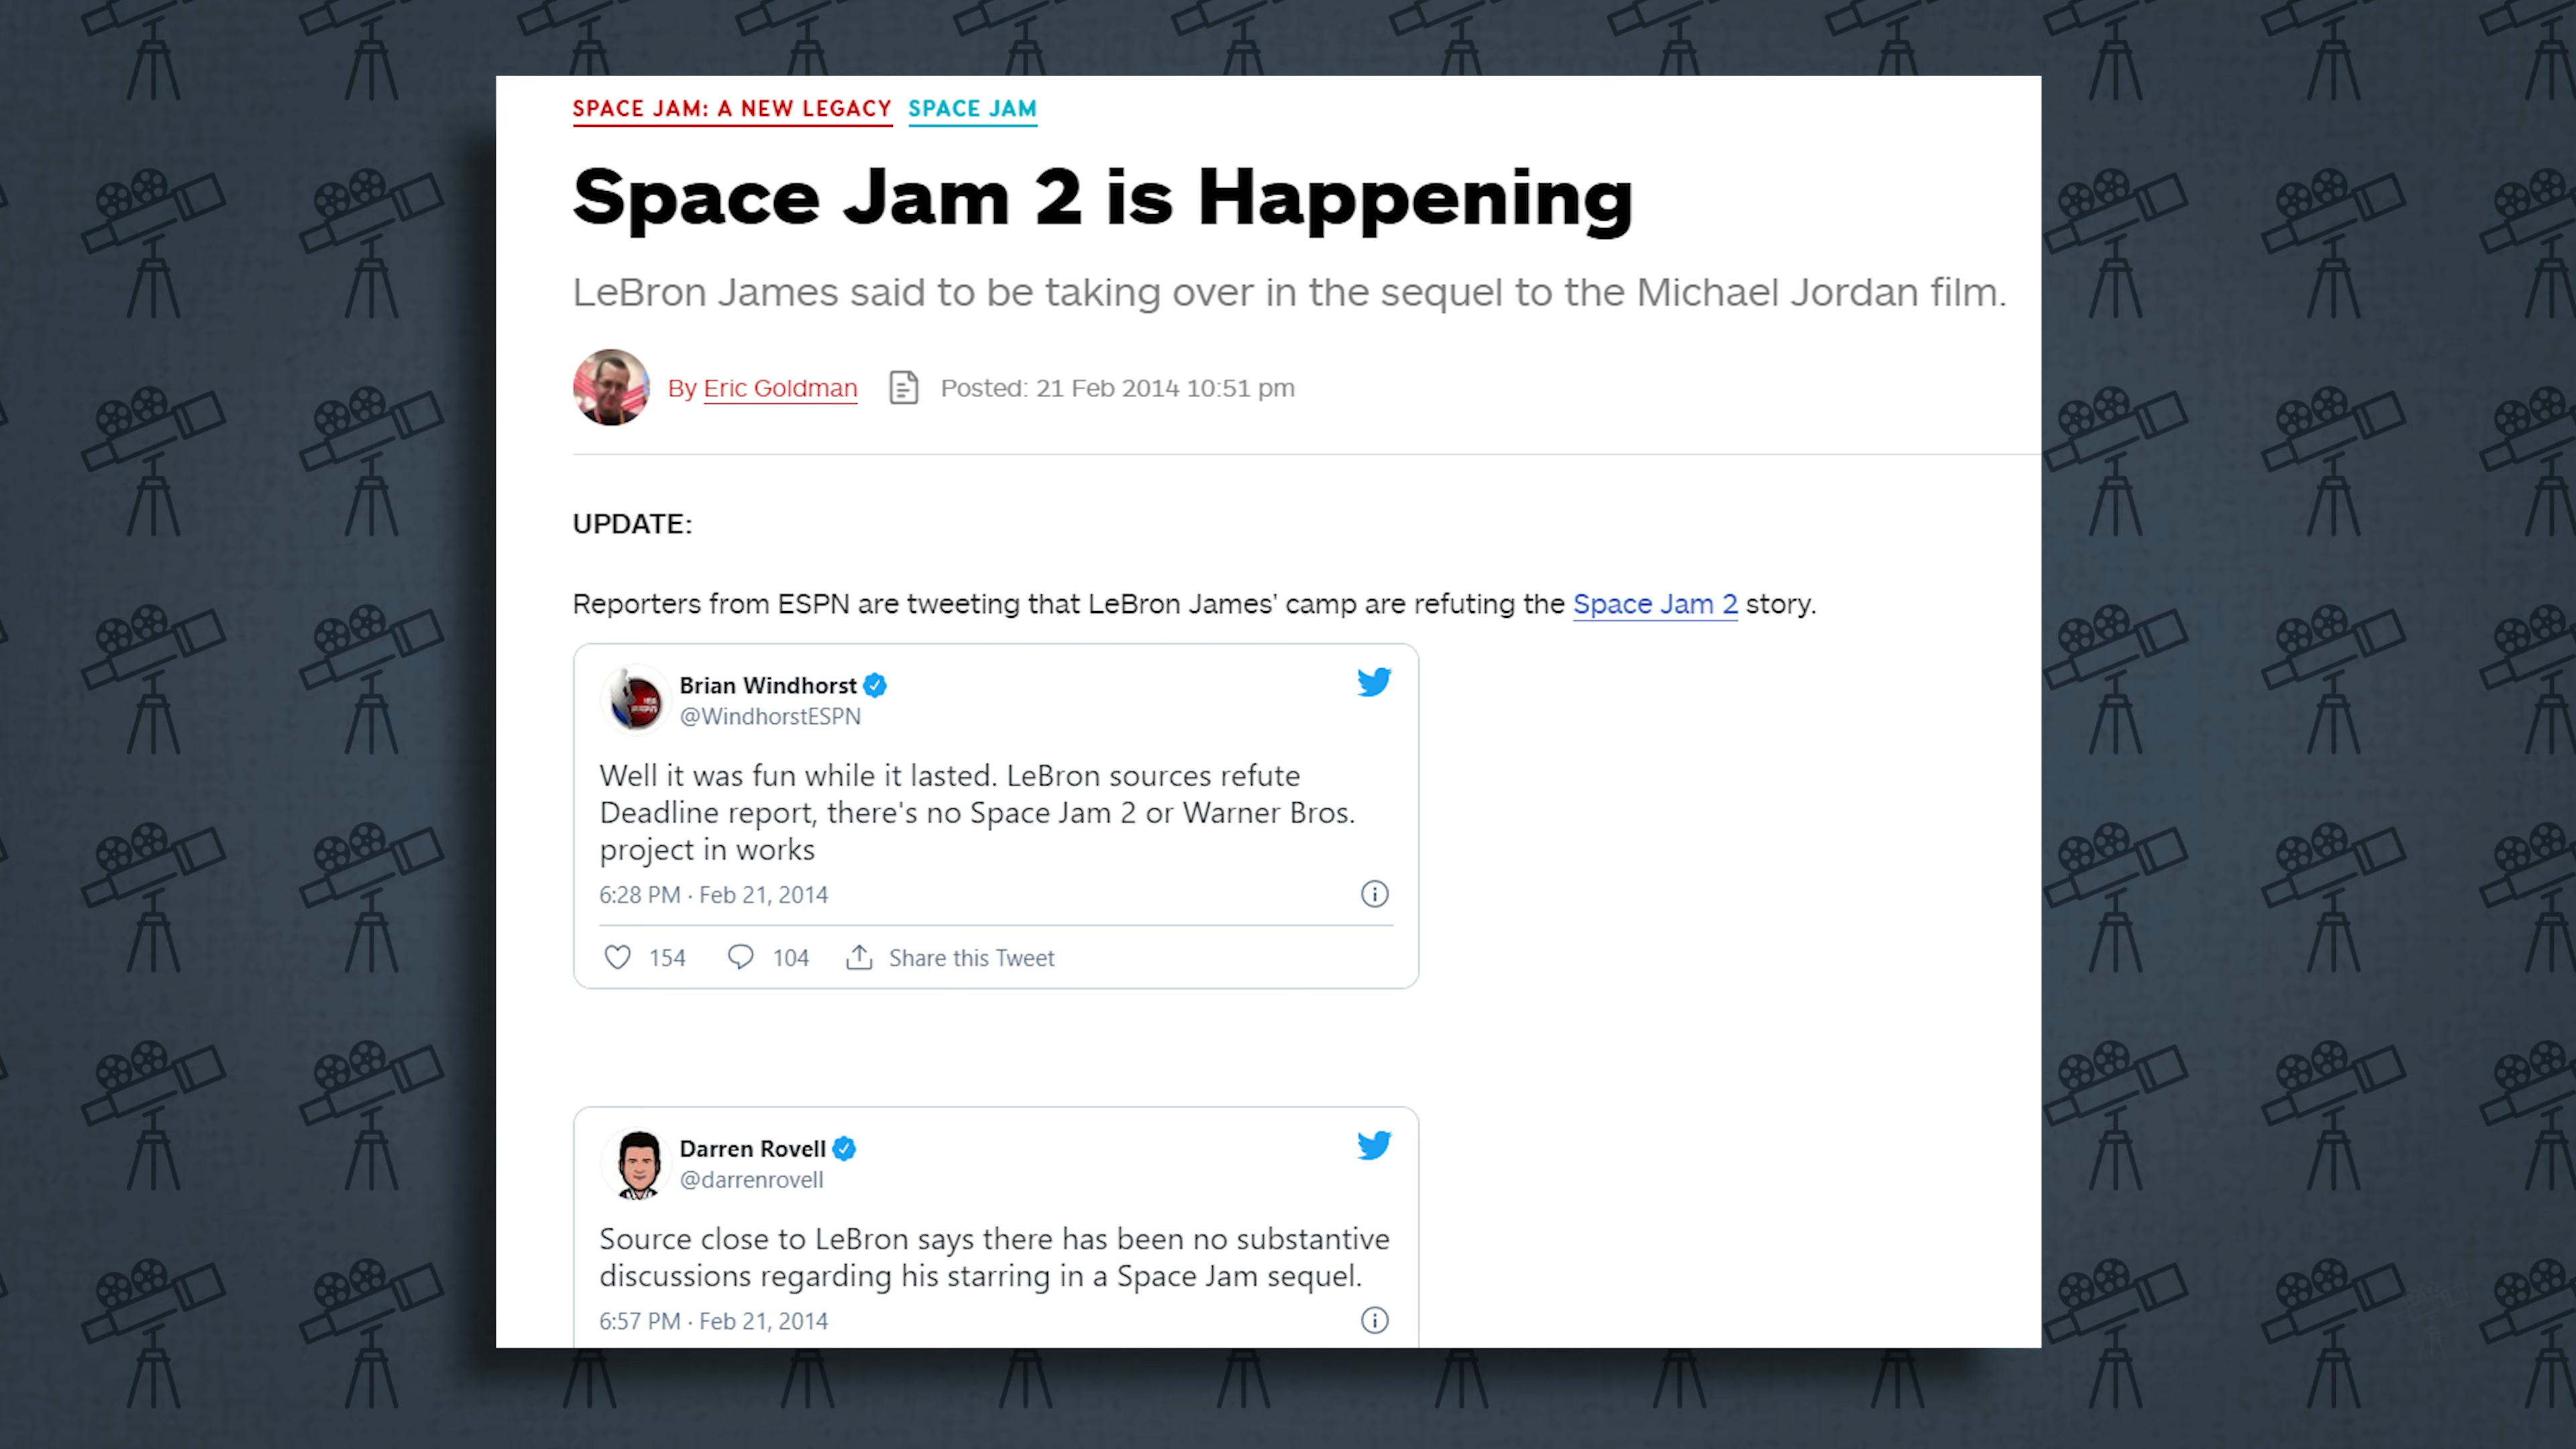 SPACE JAM: A NEW LEGACY SPACE JAM
Space Jam 2 is Happening
LeBron James said to be taking over in the sequel to the Michael Jordan film.
By Eric Goldman Posted: 21 Feb 2014 10:51 pm
UPDATE:
Reporters from ESPN are tweeting that LeBron James' camp are refuting the Space Jam 2 story.
Brian Windhorst
@WindhorstESPN
Well it was fun while it lasted. LeBron sources refute
Deadline report, there's no Space Jam 2 or Warner Bros.
project in works
6:28 PM · Feb 21, 2014
154 104 Share this Tweet
Darren Rovell
@darrenrovell
Source close to LeBron says there has been no substantive
discussions regarding his starring in a Space Jam sequel.
6:57 PM · Feb 21, 2014